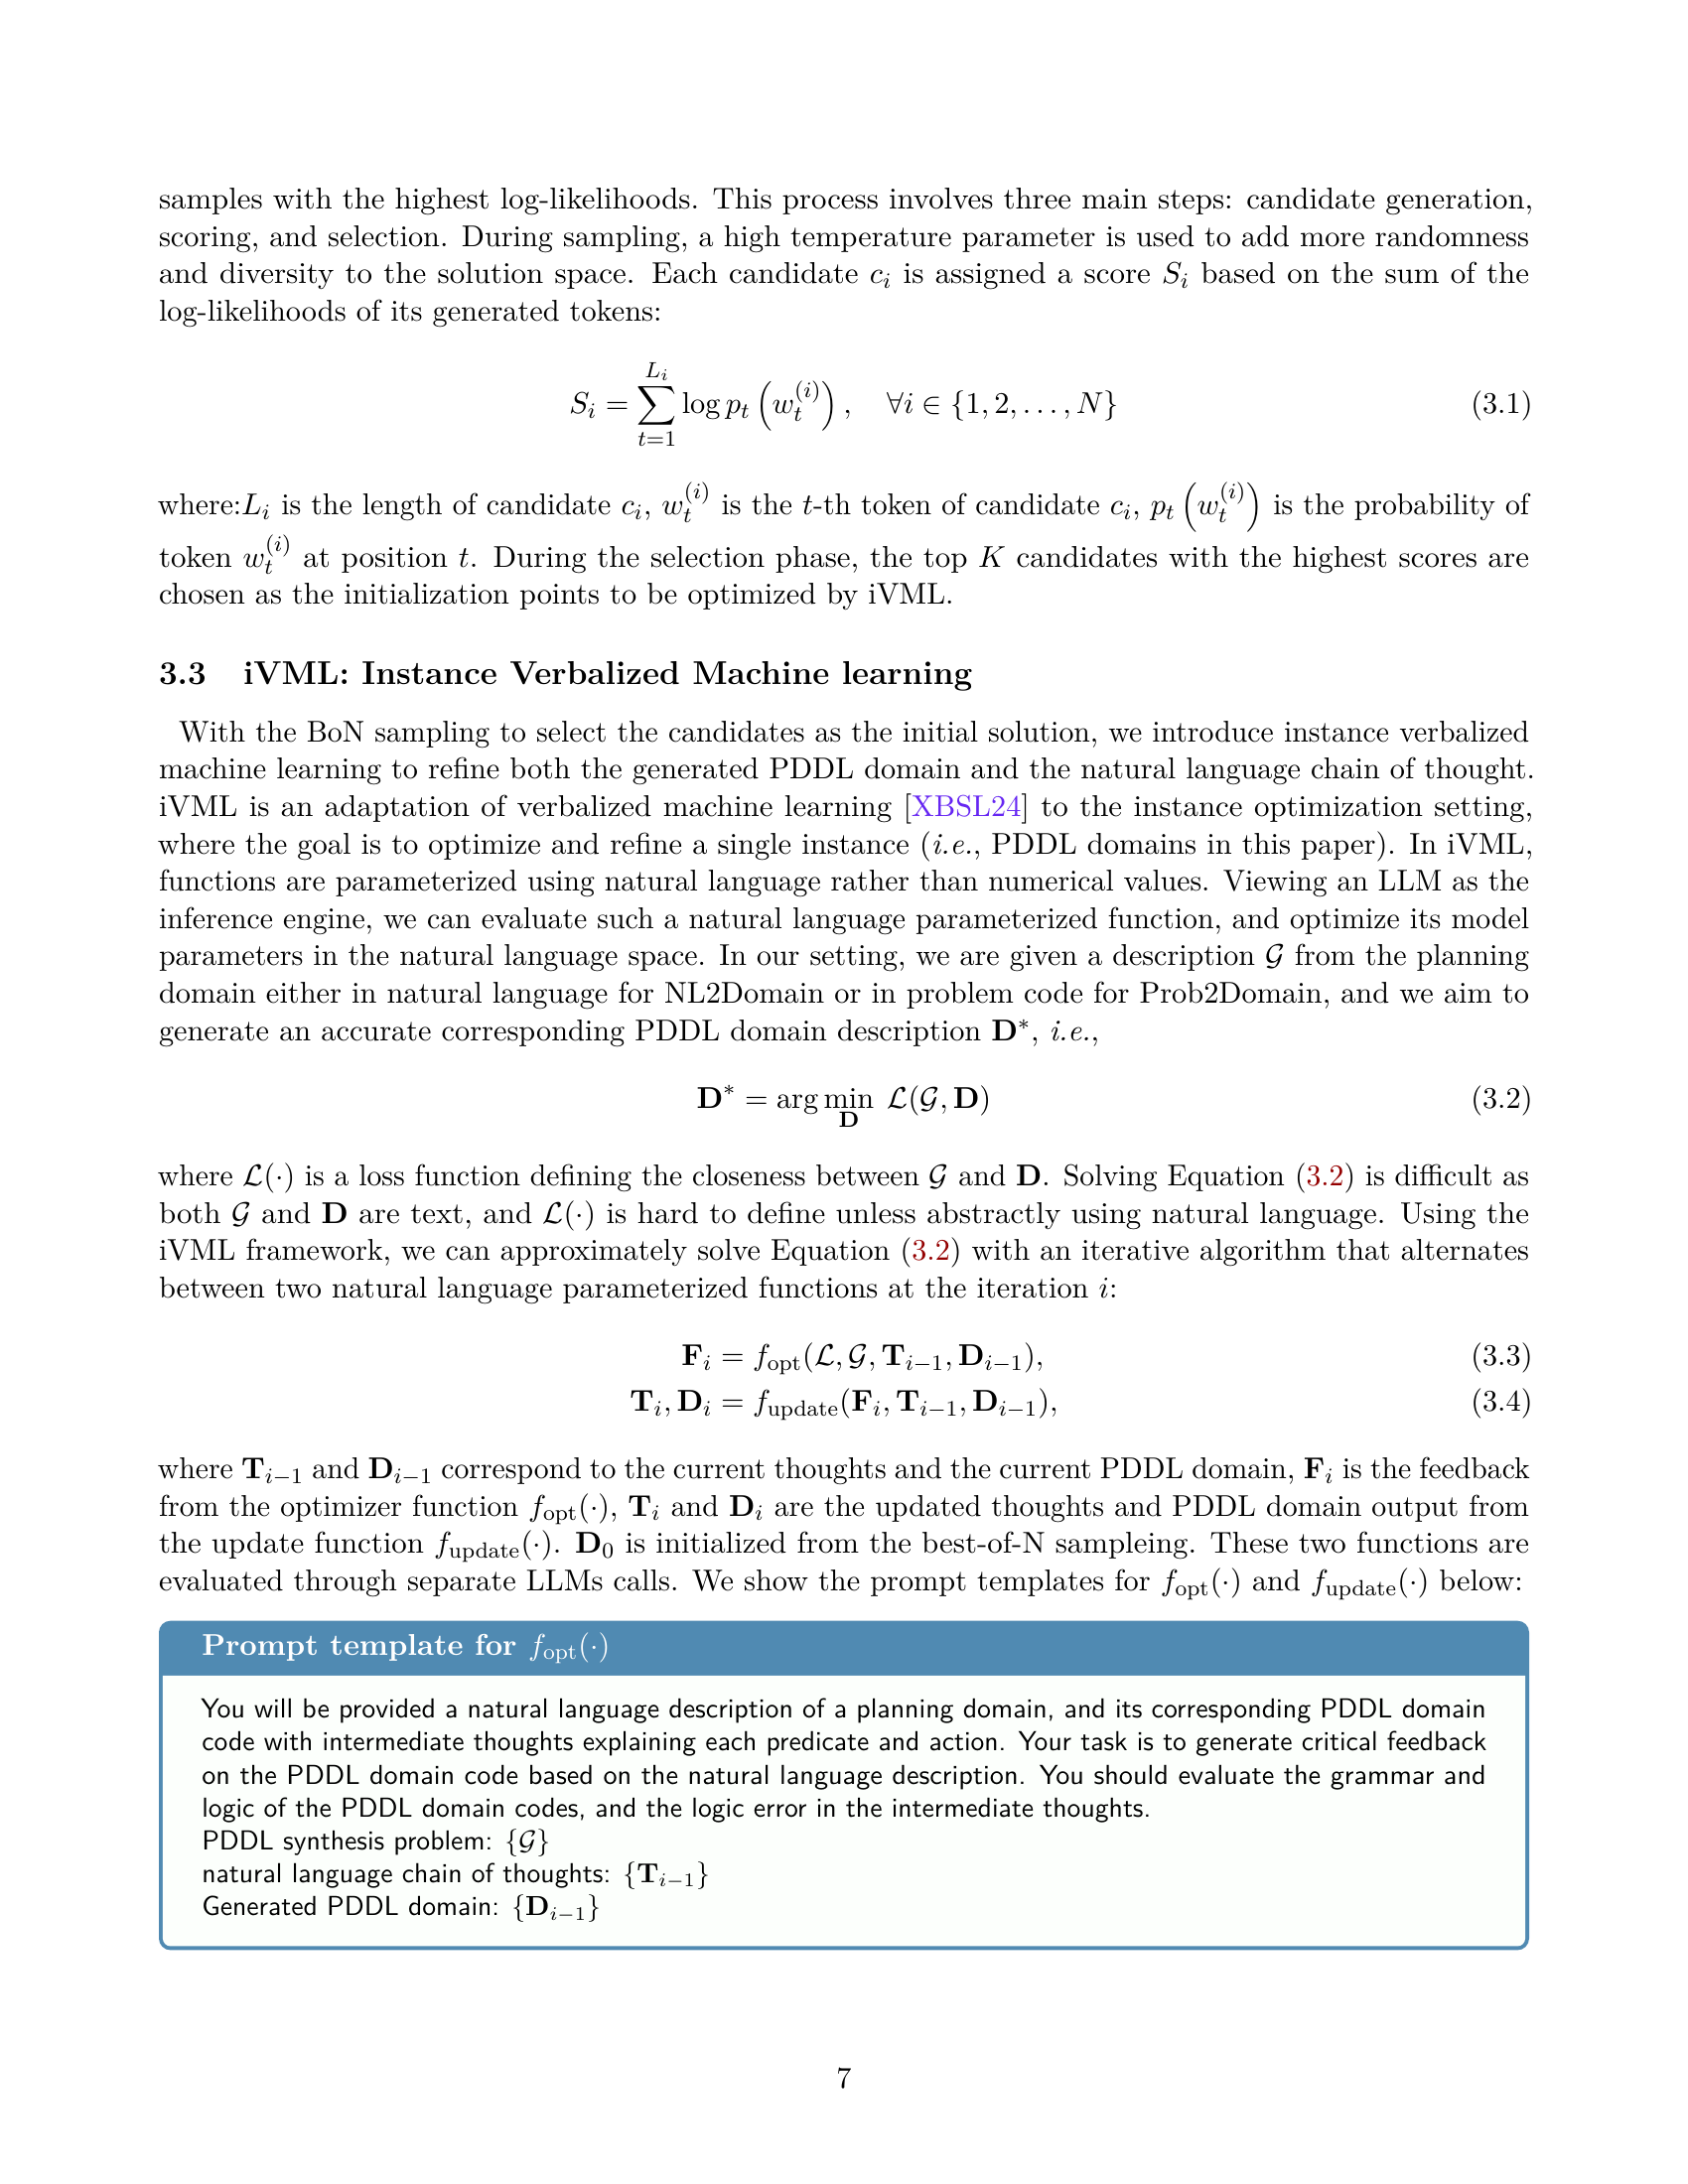 samples with the highest log-likelihoods. This process involves three main steps: candidate generation,
scoring, and selection. During sampling, a high temperature parameter is used to add more randomness
and diversity to the solution space. Each candidate $c_i$ is assigned a score $S_i$ based on the sum of the
log-likelihoods of its generated tokens:
$S_i = \sum_{t=1}^{L_i} \log p_t \left( w_t^{(i)} \right), \quad \forall i \in \{1, 2, \ldots, N\}$ (3.1)
where:$L_i$ is the length of candidate $c_i$, $w_t^{(i)}$ is the $t$-th token of candidate $c_i$, $p_t \left( w_t^{(i)} \right)$ is the probability of
token $w_t^{(i)}$ at position $t$. During the selection phase, the top $K$ candidates with the highest scores are
chosen as the initialization points to be optimized by iVML.
3.3 iVML: Instance Verbalized Machine learning
With the BoN sampling to select the candidates as the initial solution, we introduce instance verbalized
machine learning to refine both the generated PDDL domain and the natural language chain of thought.
iVML is an adaptation of verbalized machine learning [XBSL24] to the instance optimization setting,
where the goal is to optimize and refine a single instance (i.e., PDDL domains in this paper). In iVML,
functions are parameterized using natural language rather than numerical values. Viewing an LLM as the
inference engine, we can evaluate such a natural language parameterized function, and optimize its model
parameters in the natural language space. In our setting, we are given a description $\mathcal{G}$ from the planning
domain either in natural language for NL2Domain or in problem code for Prob2Domain, and we aim to
generate an accurate corresponding PDDL domain description $\mathbf{D}^*$, i.e.,
$\mathbf{D}^* = \arg\min_{\mathbf{D}} \mathcal{L}(\mathcal{G}, \mathbf{D})$ (3.2)
where $\mathcal{L}(\cdot)$ is a loss function defining the closeness between $\mathcal{G}$ and $\mathbf{D}$. Solving Equation (3.2) is difficult as
both $\mathcal{G}$ and $\mathbf{D}$ are text, and $\mathcal{L}(\cdot)$ is hard to define unless abstractly using natural language. Using the
iVML framework, we can approximately solve Equation (3.2) with an iterative algorithm that alternates
between two natural language parameterized functions at the iteration $i$:
$\mathbf{F}_i = f_{\text{opt}}(\mathcal{L}, \mathcal{G}, \mathbf{T}_{i-1}, \mathbf{D}_{i-1}),$ (3.3)
$\mathbf{T}_i, \mathbf{D}_i = f_{\text{update}}(\mathbf{F}_i, \mathbf{T}_{i-1}, \mathbf{D}_{i-1}),$ (3.4)
where $\mathbf{T}_{i-1}$ and $\mathbf{D}_{i-1}$ correspond to the current thoughts and the current PDDL domain, $\mathbf{F}_i$ is the feedback
from the optimizer function $f_{\text{opt}}(\cdot)$, $\mathbf{T}_i$ and $\mathbf{D}_i$ are the updated thoughts and PDDL domain output from
the update function $f_{\text{update}}(\cdot)$. $\mathbf{D}_0$ is initialized from the best-of-N sampleing. These two functions are
evaluated through separate LLMs calls. We show the prompt templates for $f_{\text{opt}}(\cdot)$ and $f_{\text{update}}(\cdot)$ below:
Prompt template for $f_{\text{opt}}(\cdot)$
You will be provided a natural language description of a planning domain, and its corresponding PDDL domain
code with intermediate thoughts explaining each predicate and action. Your task is to generate critical feedback
on the PDDL domain code based on the natural language description. You should evaluate the grammar and
logic of the PDDL domain codes, and the logic error in the intermediate thoughts.
PDDL synthesis problem: {$\mathcal{G}$}
natural language chain of thoughts: {$\mathbf{T}_{i-1}$}
Generated PDDL domain: {$\mathbf{D}_{i-1}$}
7